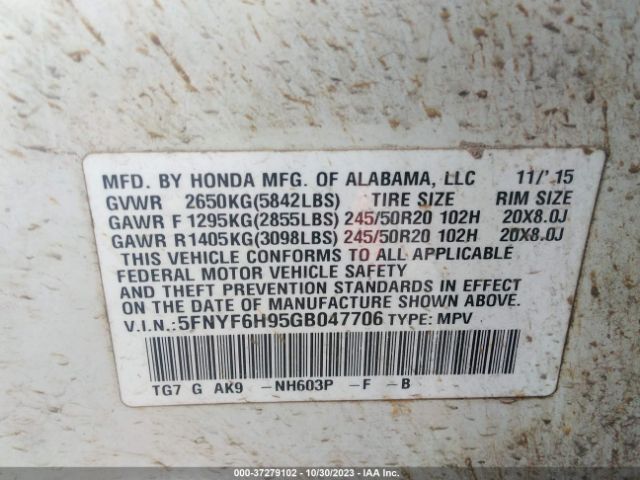 MFD. BY HONDA MFG. OF ALABAMA, LLC 11/'15
GVWR 2650KG(5842LBS) TIRE SIZE RIM SIZE
GAWR F 1295KG(2855LBS) 245/50R20 102H 20X8.0J
GAWR R 1405KG(3098LBS) 245/50R20 102H 20X8.0J
THIS VEHICLE CONFORMS TO ALL APPLICABLE
FEDERAL MOTOR VEHICLE SAFETY
AND THEFT PREVENTION STANDARDS IN EFFECT
ON THE DATE OF MANUFACTURE SHOWN ABOVE.
V.I.N.:5FNYF6H95GB047706 TYPE: MPV
TG7 G AK9 -NH603P -F -B
000-37279102 - 10/30/2023 - IAA Inc.